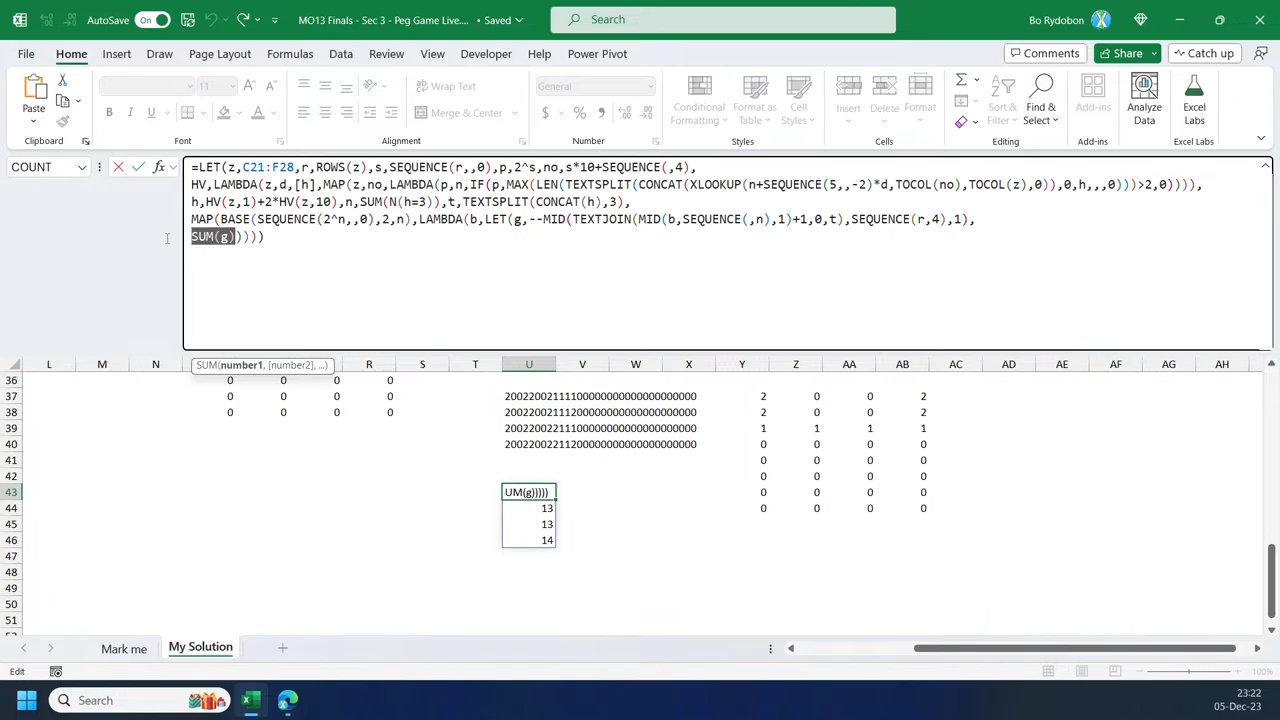 AutoSave On MO13 Finals - Sec 3 - Peg Game Live.... • Saved Search Bo Rydobon
File Home Insert Draw Page Layout Formulas Data Review View Developer Help Power Pivot Comments Share Catch up
Paste 11 Wrap Text General Conditional Formatting Format as Table Cell Styles Insert Delete Format Sort & Filter Find & Select Add-ins Analyze Data Excel Labs
B I U Merge & Center $ %
Clipboard Font Alignment Number Styles Cells Editing Add-ins Excel Labs
COUNT fx =LET(z,C21:F28,r,ROWS(z),s,SEQUENCE(r,,0),p,2^s,no,s*10+SEQUENCE(,4),
HV,LAMBDA(z,d,[h],MAP(z,no,LAMBDA(p,n,IF(p,MAX(LEN(TEXTSPLIT(CONCAT(XLOOKUP(n+SEQUENCE(5,,-2)*d,TOCOL(no),TOCOL(z),0)),0,h,,,0)))>2,0)))),
h,HV(z,1)+2*HV(z,10),n,SUM(N(h=3)),t,TEXTSPLIT(CONCAT(h),3),
MAP(BASE(SEQUENCE(2^n,,0),2,n),LAMBDA(b,LET(g,--MID(TEXTJOIN(MID(b,SEQUENCE(,n),1)+1,0,t),SEQUENCE(r,4),1),
SUM(g)))))
SUM(number1, [number2], ...)
L M N R S T U V W X Y Z AA AB AC AD AE AF AG AH
36 0 0 0 0
37 20022002111100000000000000000000 2 0 0 2
38 20022002111120000000000000000000 2 0 0 2
39 20022002211100000000000000000000 1 1 1 1
40 20022002211200000000000000000000 0 0 0 0
41 0 0 0 0
42 0 0 0 0
43 UM(g))))) 0 0 0 0
44 13 0 0 0 0
45 13
46 14
47
48
49
50
51
Mark me My Solution
Edit 100%
Search 23:22
05-Dec-23